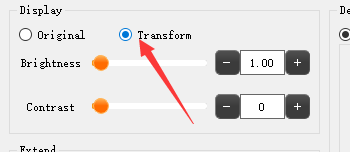 Display
De
Original Transform
Brightness − 1.00 +
Contrast − 0 +
Extend